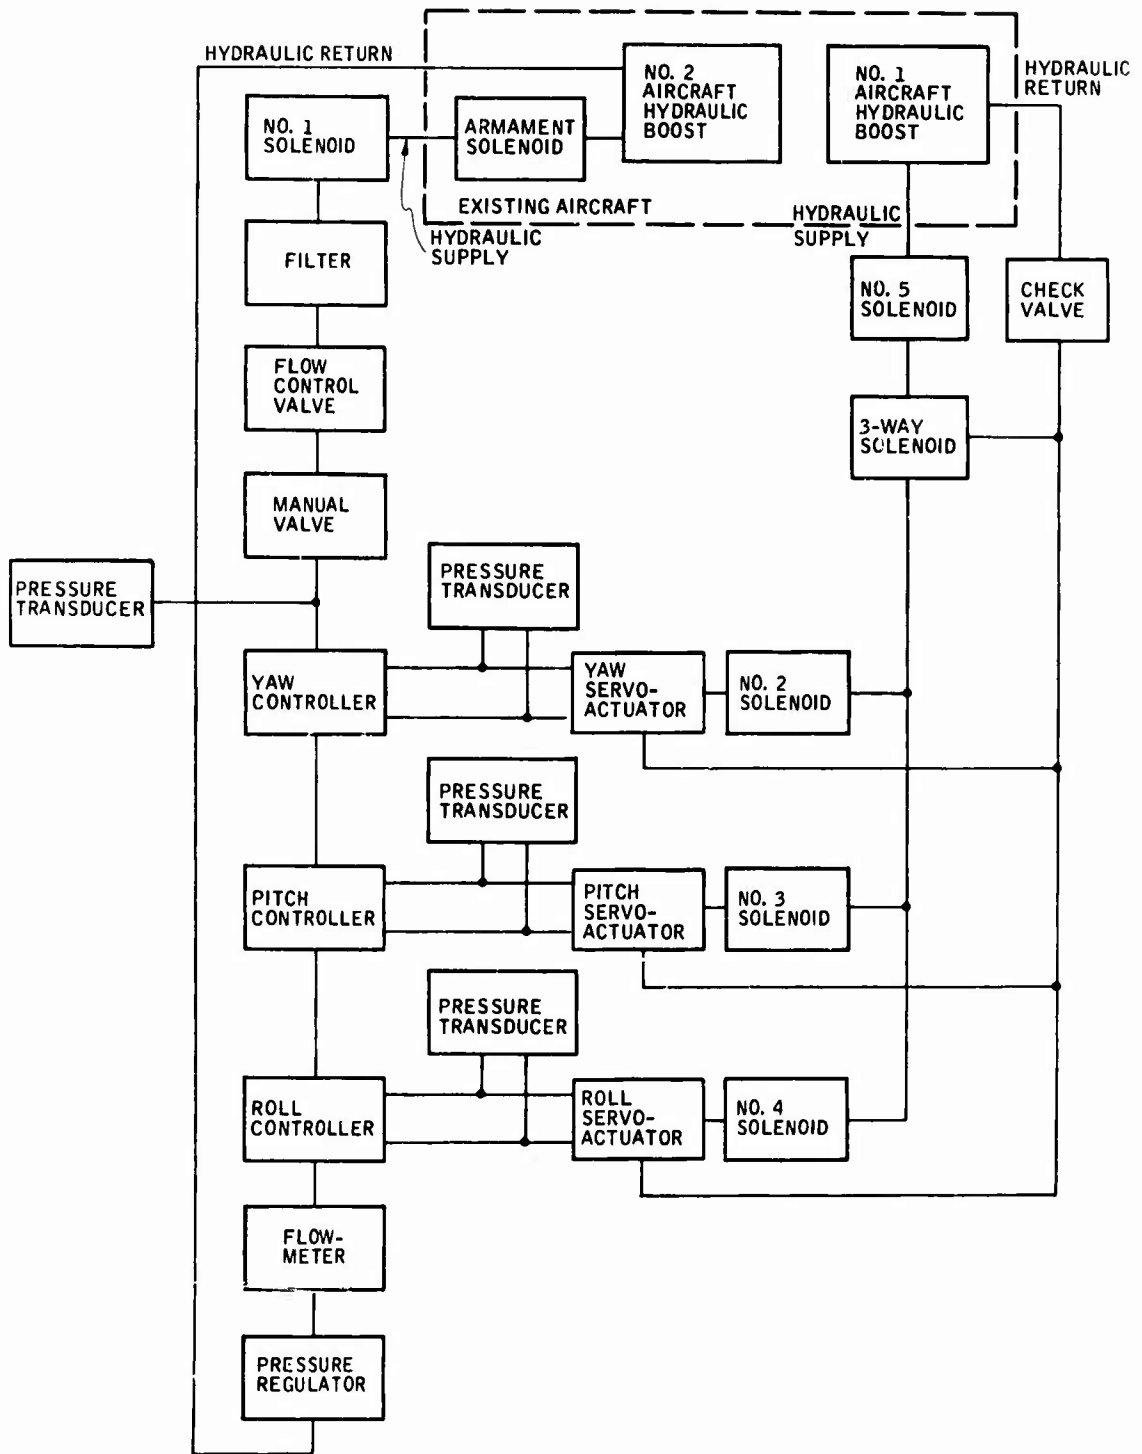 HYDRAULIC RETURN
NO. 2
AIRCRAFT
HYDRAULIC
BOOST
NO. 1
AIRCRAFT
HYDRAULIC
BOOST
HYDRAULIC
RETURN
NO. 1
SOLENOID
ARMAMENT
SOLENOID
EXISTING AIRCRAFT
HYDRAULIC
SUPPLY
HYDRAULIC
SUPPLY
FILTER
NO. 5
SOLENOID
CHECK
VALVE
FLOW
CONTROL
VALVE
3-WAY
SOLENOID
MANUAL
VALVE
PRESSURE
TRANSDUCER
PRESSURE
TRANSDUCER
YAW
CONTROLLER
YAW
SERVO-
ACTUATOR
NO. 2
SOLENOID
PRESSURE
TRANSDUCER
PITCH
CONTROLLER
PITCH
SERVO-
ACTUATOR
NO. 3
SOLENOID
PRESSURE
TRANSDUCER
ROLL
CONTROLLER
ROLL
SERVO-
ACTUATOR
NO. 4
SOLENOID
FLOW-
METER
PRESSURE
REGULATOR